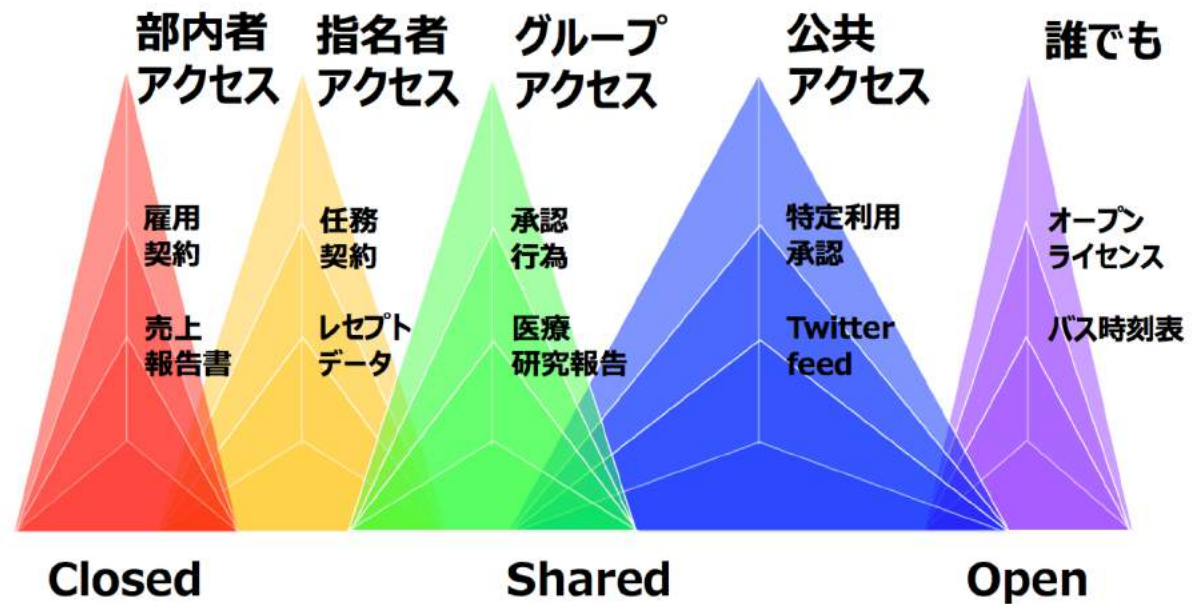 部内者
アクセス
指名者
アクセス
グループ
アクセス
公共
アクセス
誰でも
雇用
契約
任務
契約
承認
行為
特定利用
承認
オープン
ライセンス
売上
報告書
レセプト
データ
医療
研究報告
Twitter
feed
バス時刻表
Closed
Shared
Open